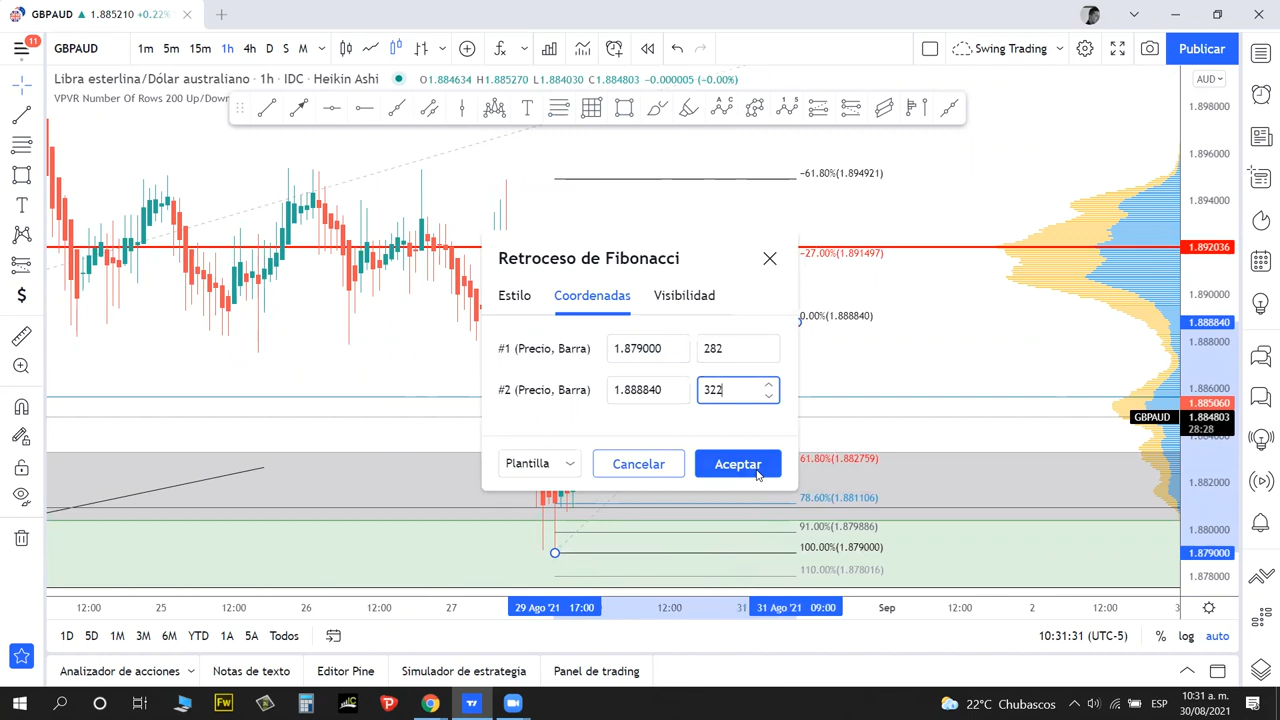 GBPAUD ▲ 1.885210 +0.22%
11
GBPAUD
1m 5m 15m 1h 4h D S M
Swing Trading
Publicar
Libra esterlina/Dólar australiano · 1h · IDC · Heikin Ashi
O1.884634 H1.885270 L1.884030 C1.884803 -0.000005 (-0.00%)
AUD
VPVR Number Of Rows 200 Up/Down
1.898000
1.896000
-61.80%(1.894921)
1.894000
1.892036
-27.00%(1.891497)
1.890000
0.00%(1.888840)
1.888840
1.888000
1.886000
1.885060
GBPAUD 1.884803
28:28
61.80%(1.882759)
1.882000
78.60%(1.881106)
91.00%(1.879886)
1.880000
100.00%(1.879000)
1.879000
110.00%(1.878016)
1.878000
Retroceso de Fibonacci
Estilo Coordenadas Visibilidad
#1 (Precio, Barra) 1.879000 282
#2 (Precio, Barra) 1.888840 322
Plantilla Cancelar Aceptar
12:00 25 12:00 26 12:00 27 29 Ago '21 17:00 12:00 31 31 Ago '21 09:00 Sep 12:00 2 12:00 3
1D 5D 1M 3M 6M YTD 1A 5A Todos
10:31:31 (UTC-5) % log auto
Analizador de acciones Notas de texto Editor Pine Simulador de estrategia Panel de trading
22°C Chubascos
ESP
10:31 a. m.
30/08/2021